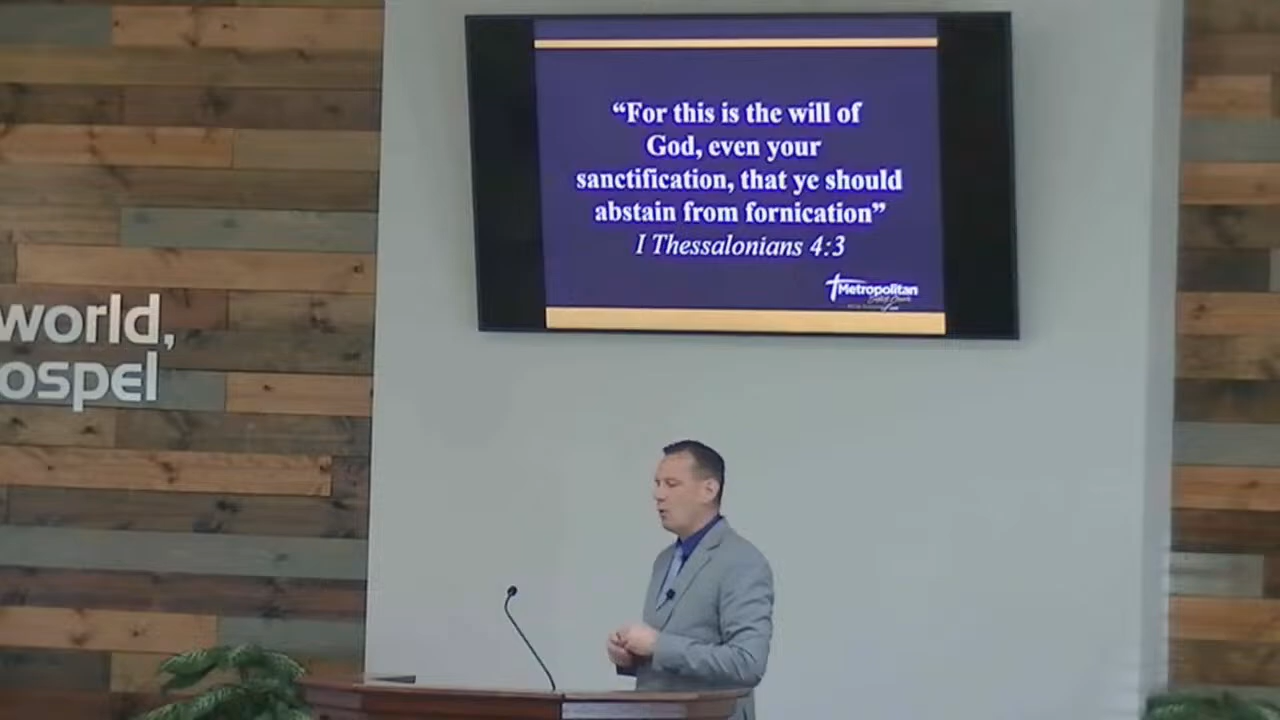 “For this is the will of
God, even your
sanctification, that ye should
abstain from fornication”
I Thessalonians 4:3
Metropolitan
world,
ospel